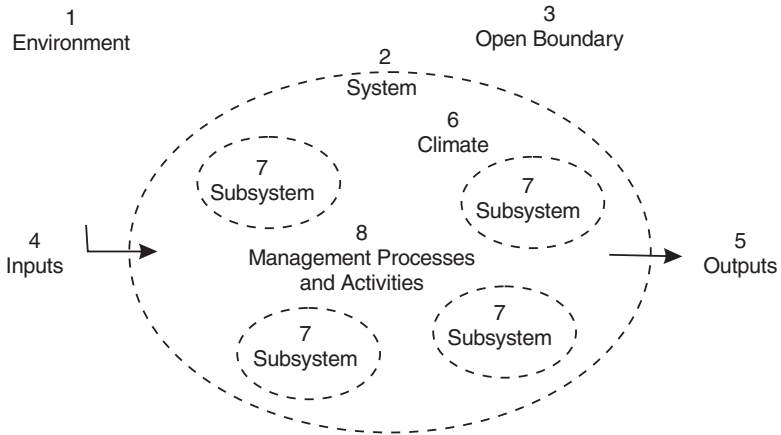 1
Environment
3
Open Boundary
2
System
6
Climate
7
Subsystem
7
Subsystem
4
Inputs
8
Management Processes
and Activities
5
Outputs
7
Subsystem
7
Subsystem